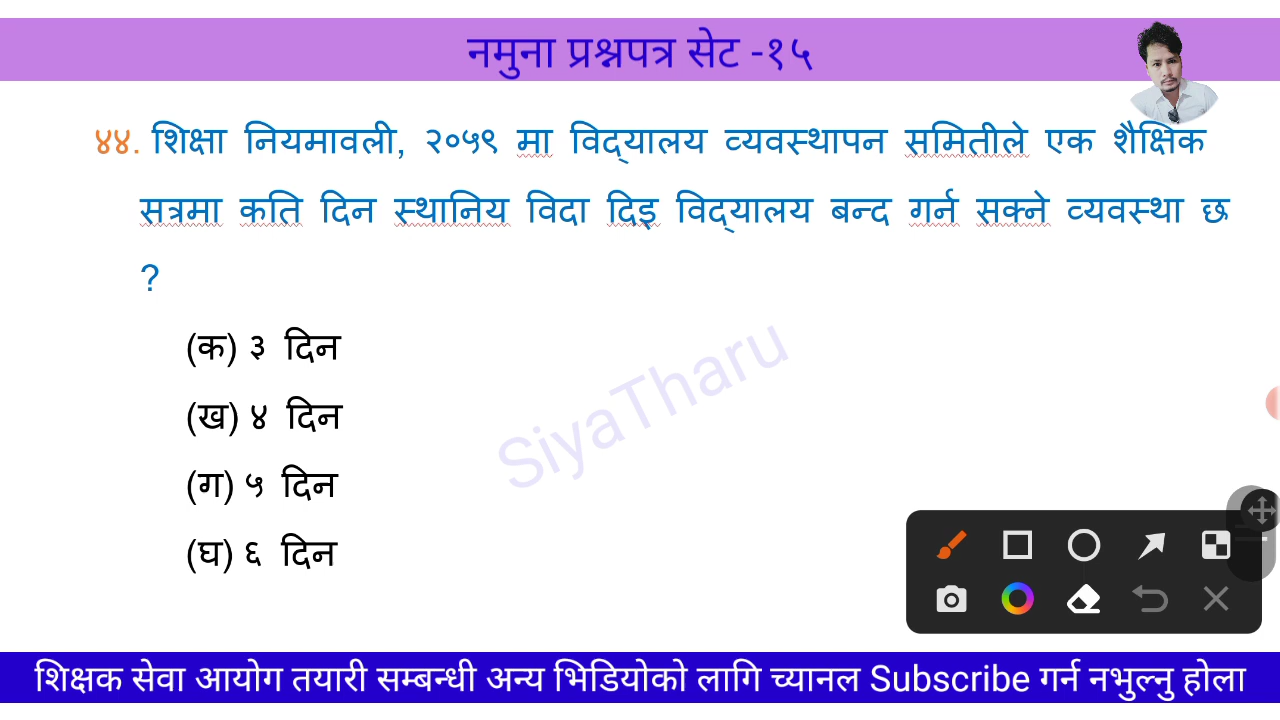 नमुना प्रश्नपत्र सेट -१५
४४. शिक्षा नियमावली, २०५९ मा विद्यालय व्यवस्थापन समितीले एक शैक्षिक
सत्रमा कति दिन स्थानिय विदा दिइ विद्यालय बन्द गर्न सक्ने व्यवस्था छ
?
(क) ३ दिन
(ख) ४ दिन
SiyaTharu
(ग) ५ दिन
(घ) ६ दिन
शिक्षक सेवा आयोग तयारी सम्बन्धी अन्य भिडियोको लागि च्यानल Subscribe गर्न नभुल्नु होला